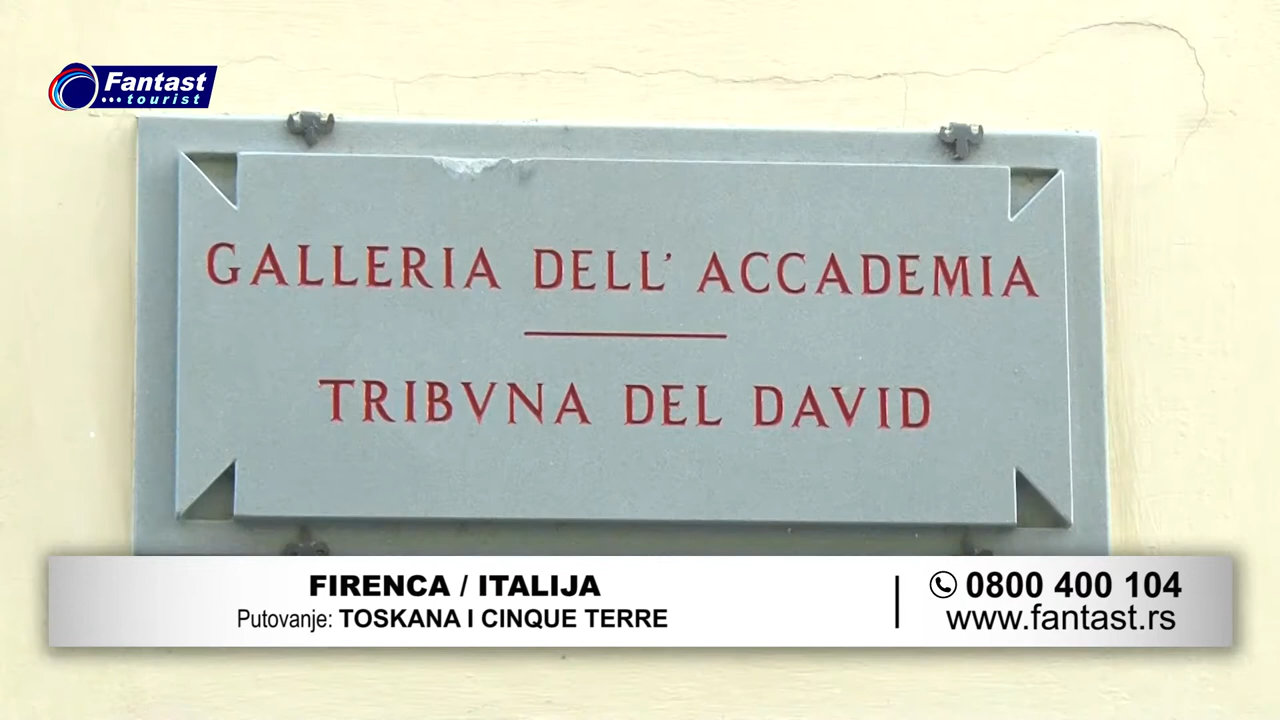 Fantast
tourist
GALLERIA DELL' ACCADEMIA
TRIBVNA DEL DAVID
FIRENCA / ITALIJA
Putovanje: TOSKANA I CINQUE TERRE
0800 400 104
www.fantast.rs